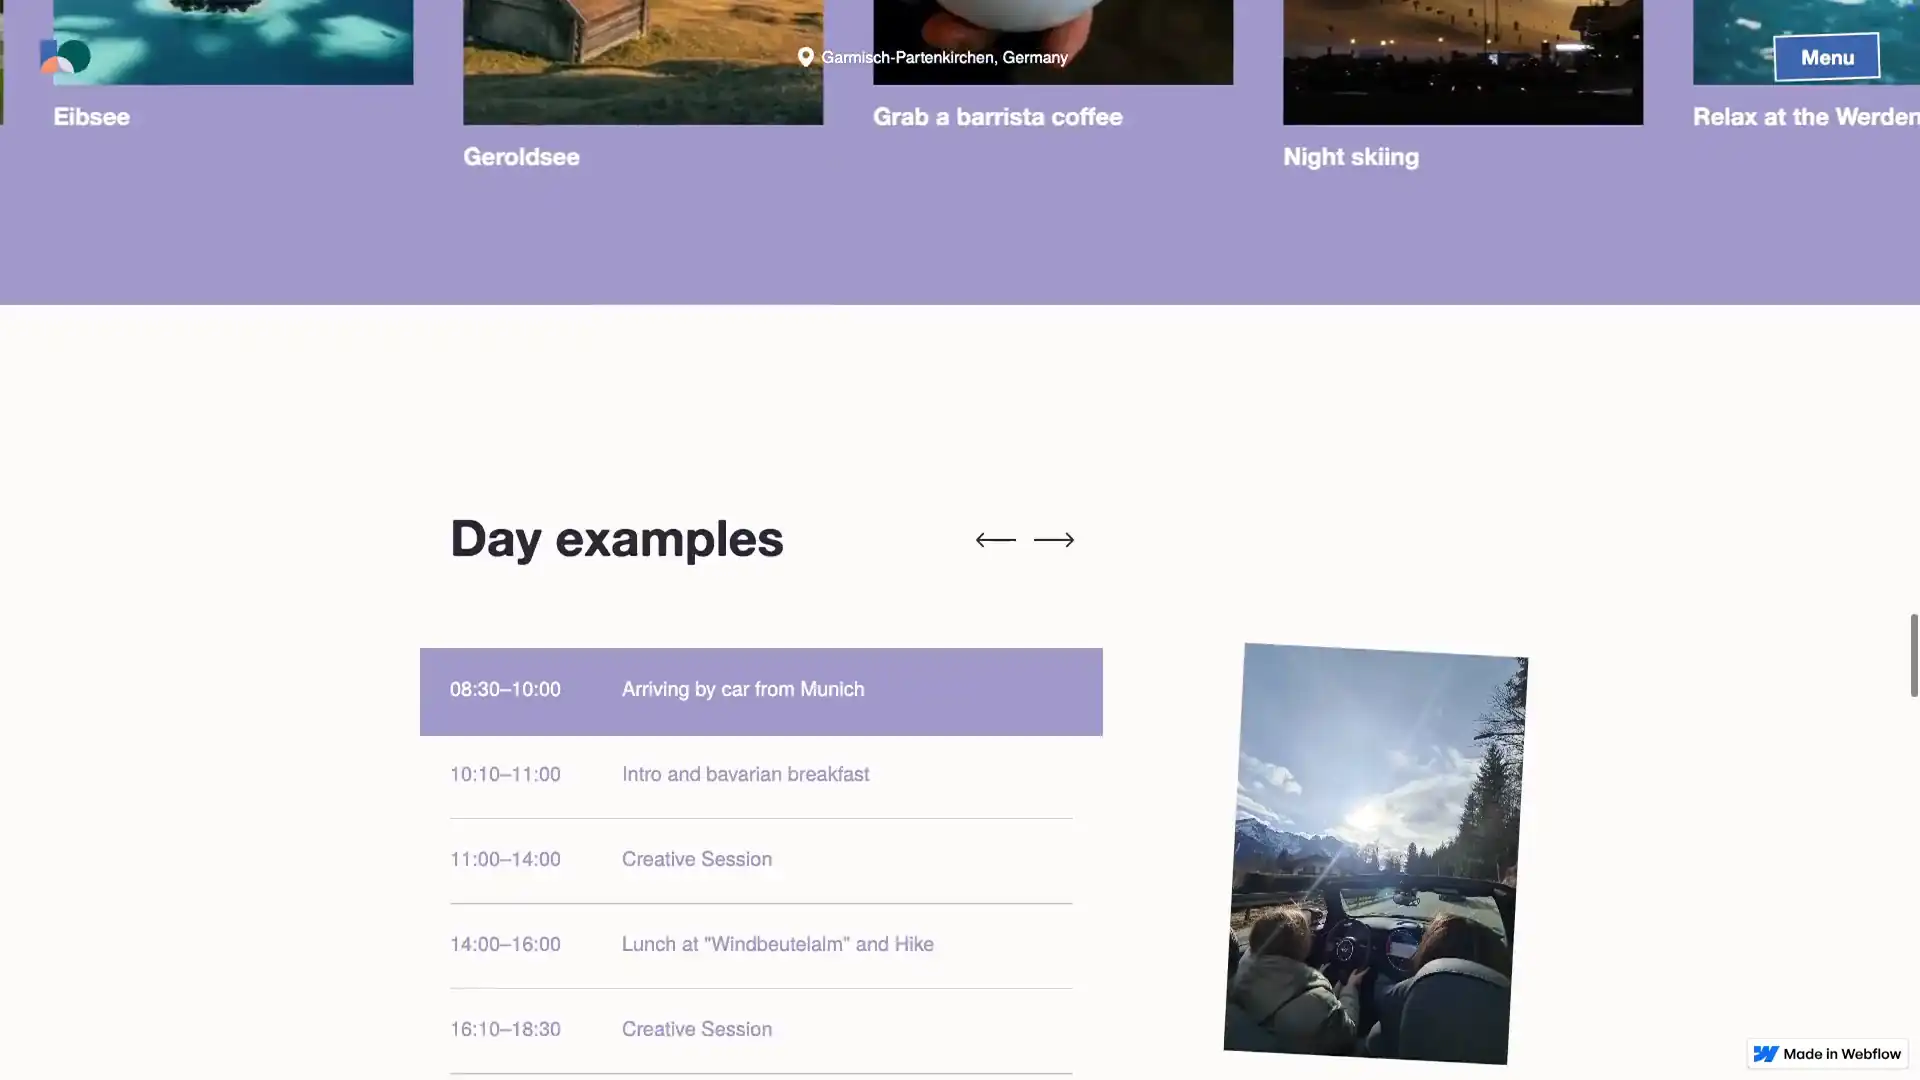 Garmisch-Partenkirchen, Germany
Menu
Eibsee
Grab a barrista coffee
Relax at the Werden
Geroldsee
Night skiing
Day examples
08:30–10:00 Arriving by car from Munich
10:10–11:00 Intro and bavarian breakfast
11:00–14:00 Creative Session
14:00–16:00 Lunch at "Windbeutelalm" and Hike
16:10–18:30 Creative Session
Made in Webflow